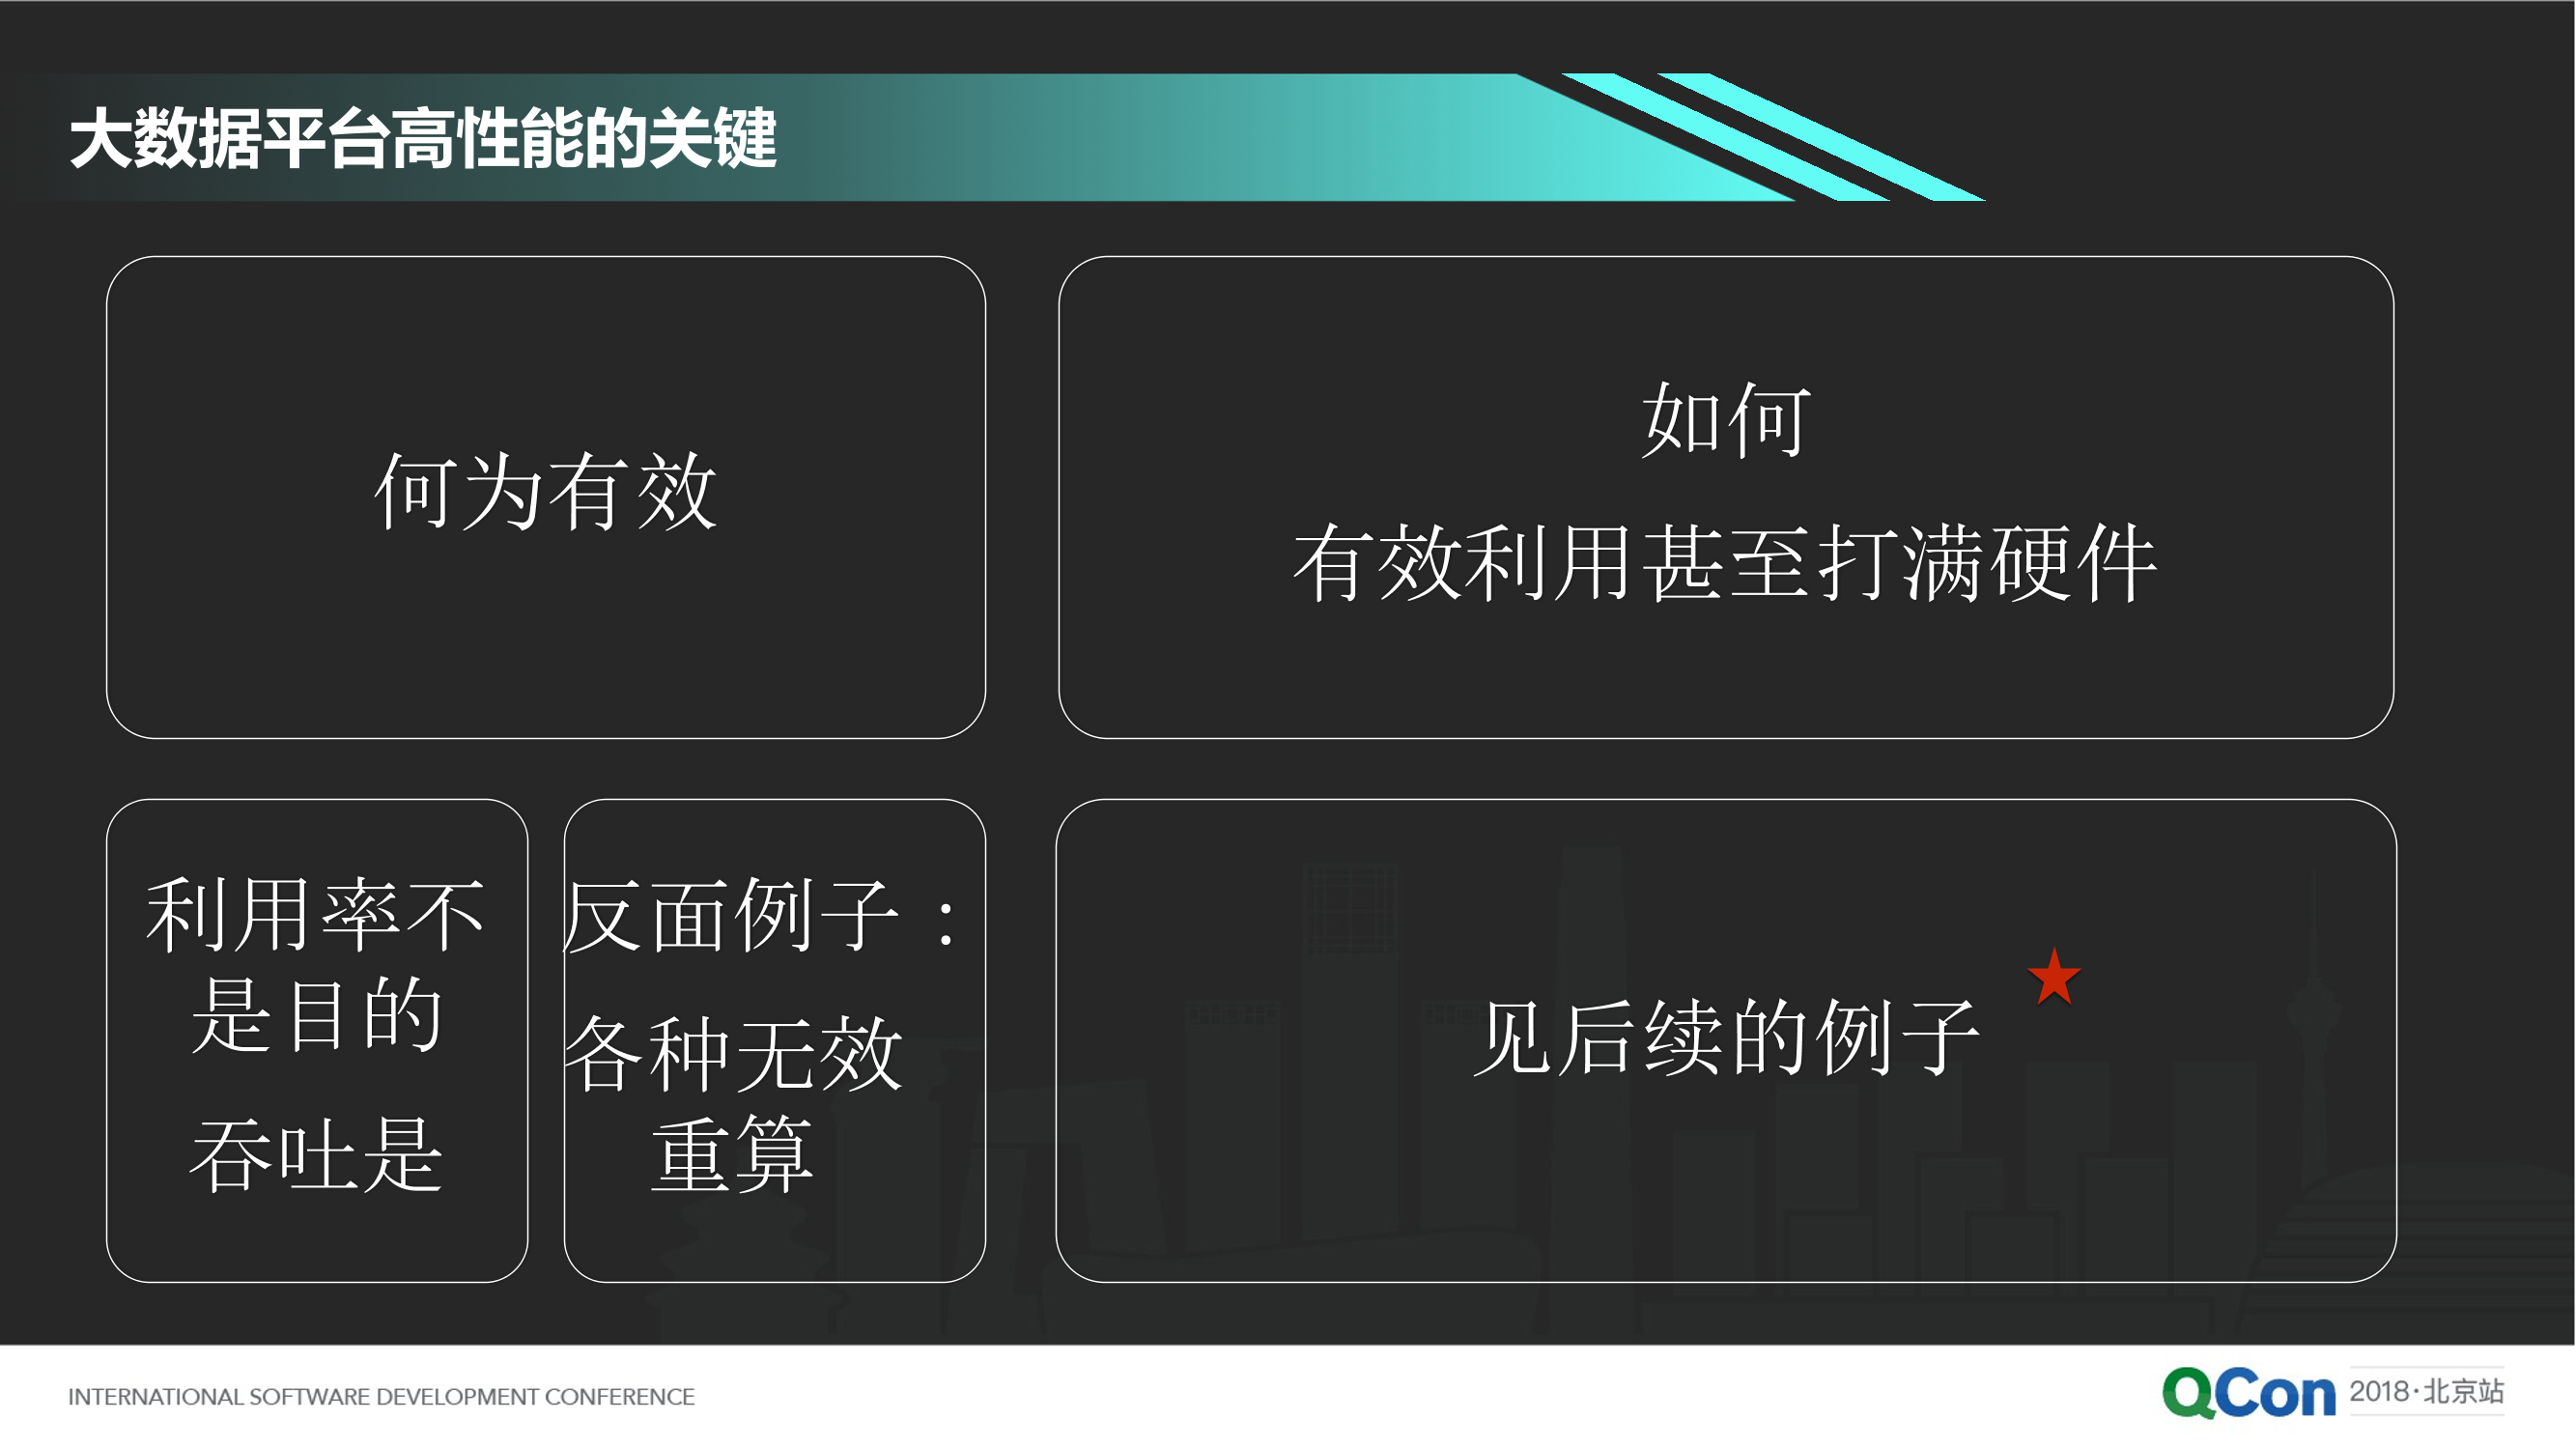 大数据平台高性能的关键
何为有效
如何
有效利用甚至打满硬件
利用率不
是目的
吞吐是
反面例子：
各种无效
重算
见后续的例子
INTERNATIONAL SOFTWARE DEVELOPMENT CONFERENCE
QCon 2018·北京站